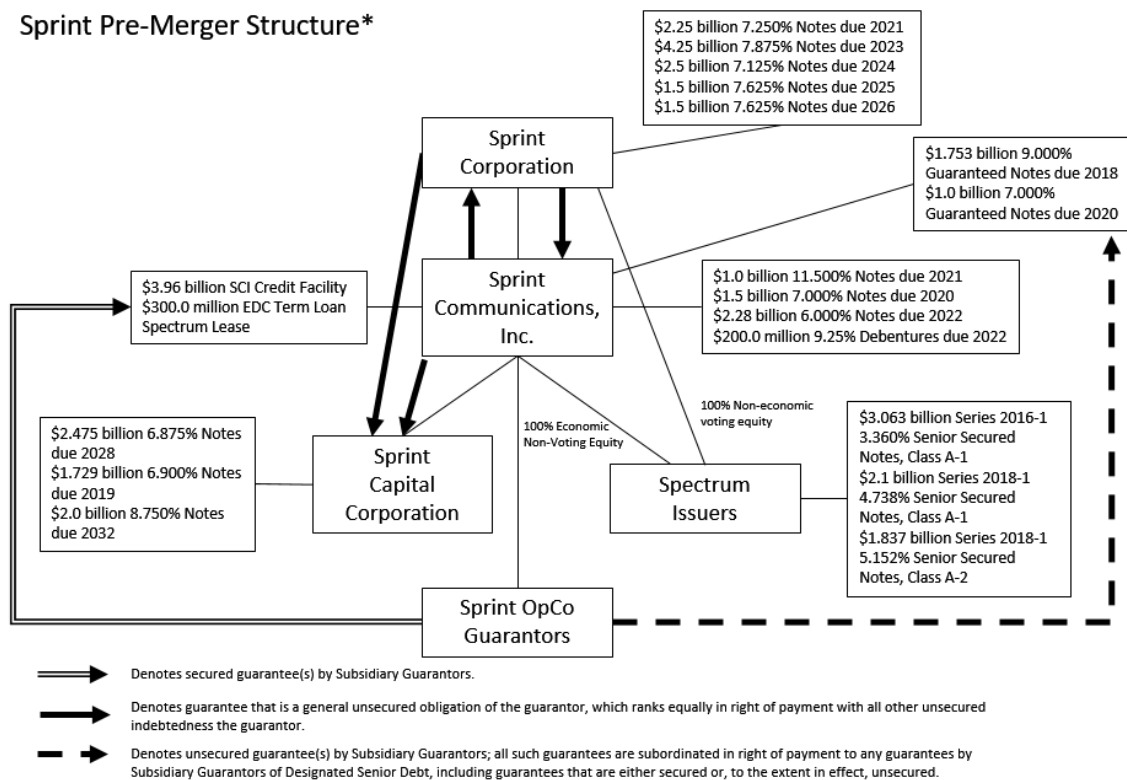 Sprint Pre-Merger Structure*
$2.25 billion 7.250% Notes due 2021
$4.25 billion 7.875% Notes due 2023
$2.5 billion 7.125% Notes due 2024
$1.5 billion 7.625% Notes due 2025
$1.5 billion 7.625% Notes due 2026
Sprint
Corporation
$1.753 billion 9.000%
Guaranteed Notes due 2018
$1.0 billion 7.000%
Guaranteed Notes due 2020
$3.96 billion SCI Credit Facility
$300.0 million EDC Term Loan
Spectrum Lease
Sprint
Communications,
Inc.
$1.0 billion 11.500% Notes due 2021
$1.5 billion 7.000% Notes due 2020
$2.28 billion 6.000% Notes due 2022
$200.0 million 9.25% Debentures due 2022
100% Economic
Non-Voting Equity
100% Non-economic
voting equity
$2.475 billion 6.875% Notes
due 2028
$1.729 billion 6.900% Notes
due 2019
$2.0 billion 8.750% Notes
due 2032
Sprint
Capital
Corporation
Spectrum
Issuers
$3.063 billion Series 2016-1
3.360% Senior Secured
Notes, Class A-1
$2.1 billion Series 2018-1
4.738% Senior Secured
Notes, Class A-1
$1.837 billion Series 2018-1
5.152% Senior Secured
Notes, Class A-2
Sprint OpCo
Guarantors
Denotes secured guarantee(s) by Subsidiary Guarantors.
Denotes guarantee that is a general unsecured obligation of the guarantor, which ranks equally in right of payment with all other unsecured
indebtedness the guarantor.
Denotes unsecured guarantee(s) by Subsidiary Guarantors; all such guarantees are subordinated in right of payment to any guarantees by
Subsidiary Guarantors of Designated Senior Debt, including guarantees that are either secured or, to the extent in effect, unsecured.